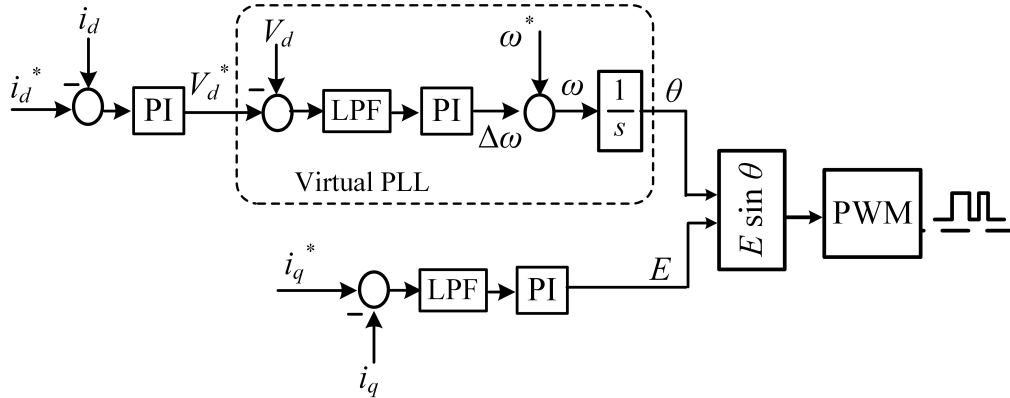 i_d
i_d^*
−
PI
V_d^*
V_d
−
LPF
PI
Δω
ω^*
ω
1
s
θ
Virtual PLL
i_q^*
−
i_q
LPF
PI
E
E sin θ
PWM